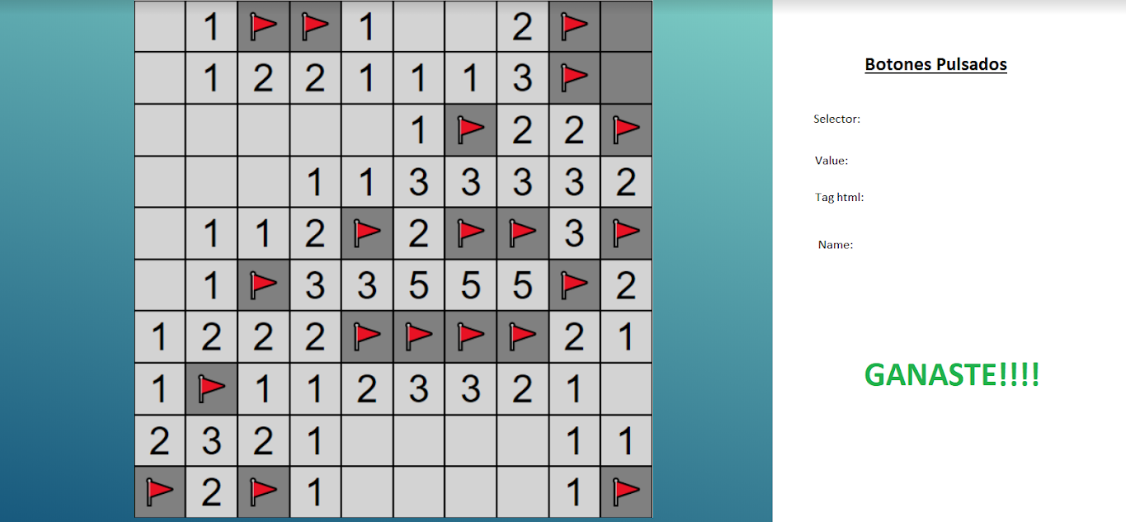 1 1 2
1 2 2 1 1 1 3
1 2 2
1 1 3 3 3 3 2
1 1 2 2 3
1 3 3 5 5 5 2
1 2 2 2 2 1
1 1 1 2 3 3 2 1
2 3 2 1 1 1
2 1 1
Botones Pulsados
Selector:
Value:
Tag html:
Name:
GANASTE!!!!